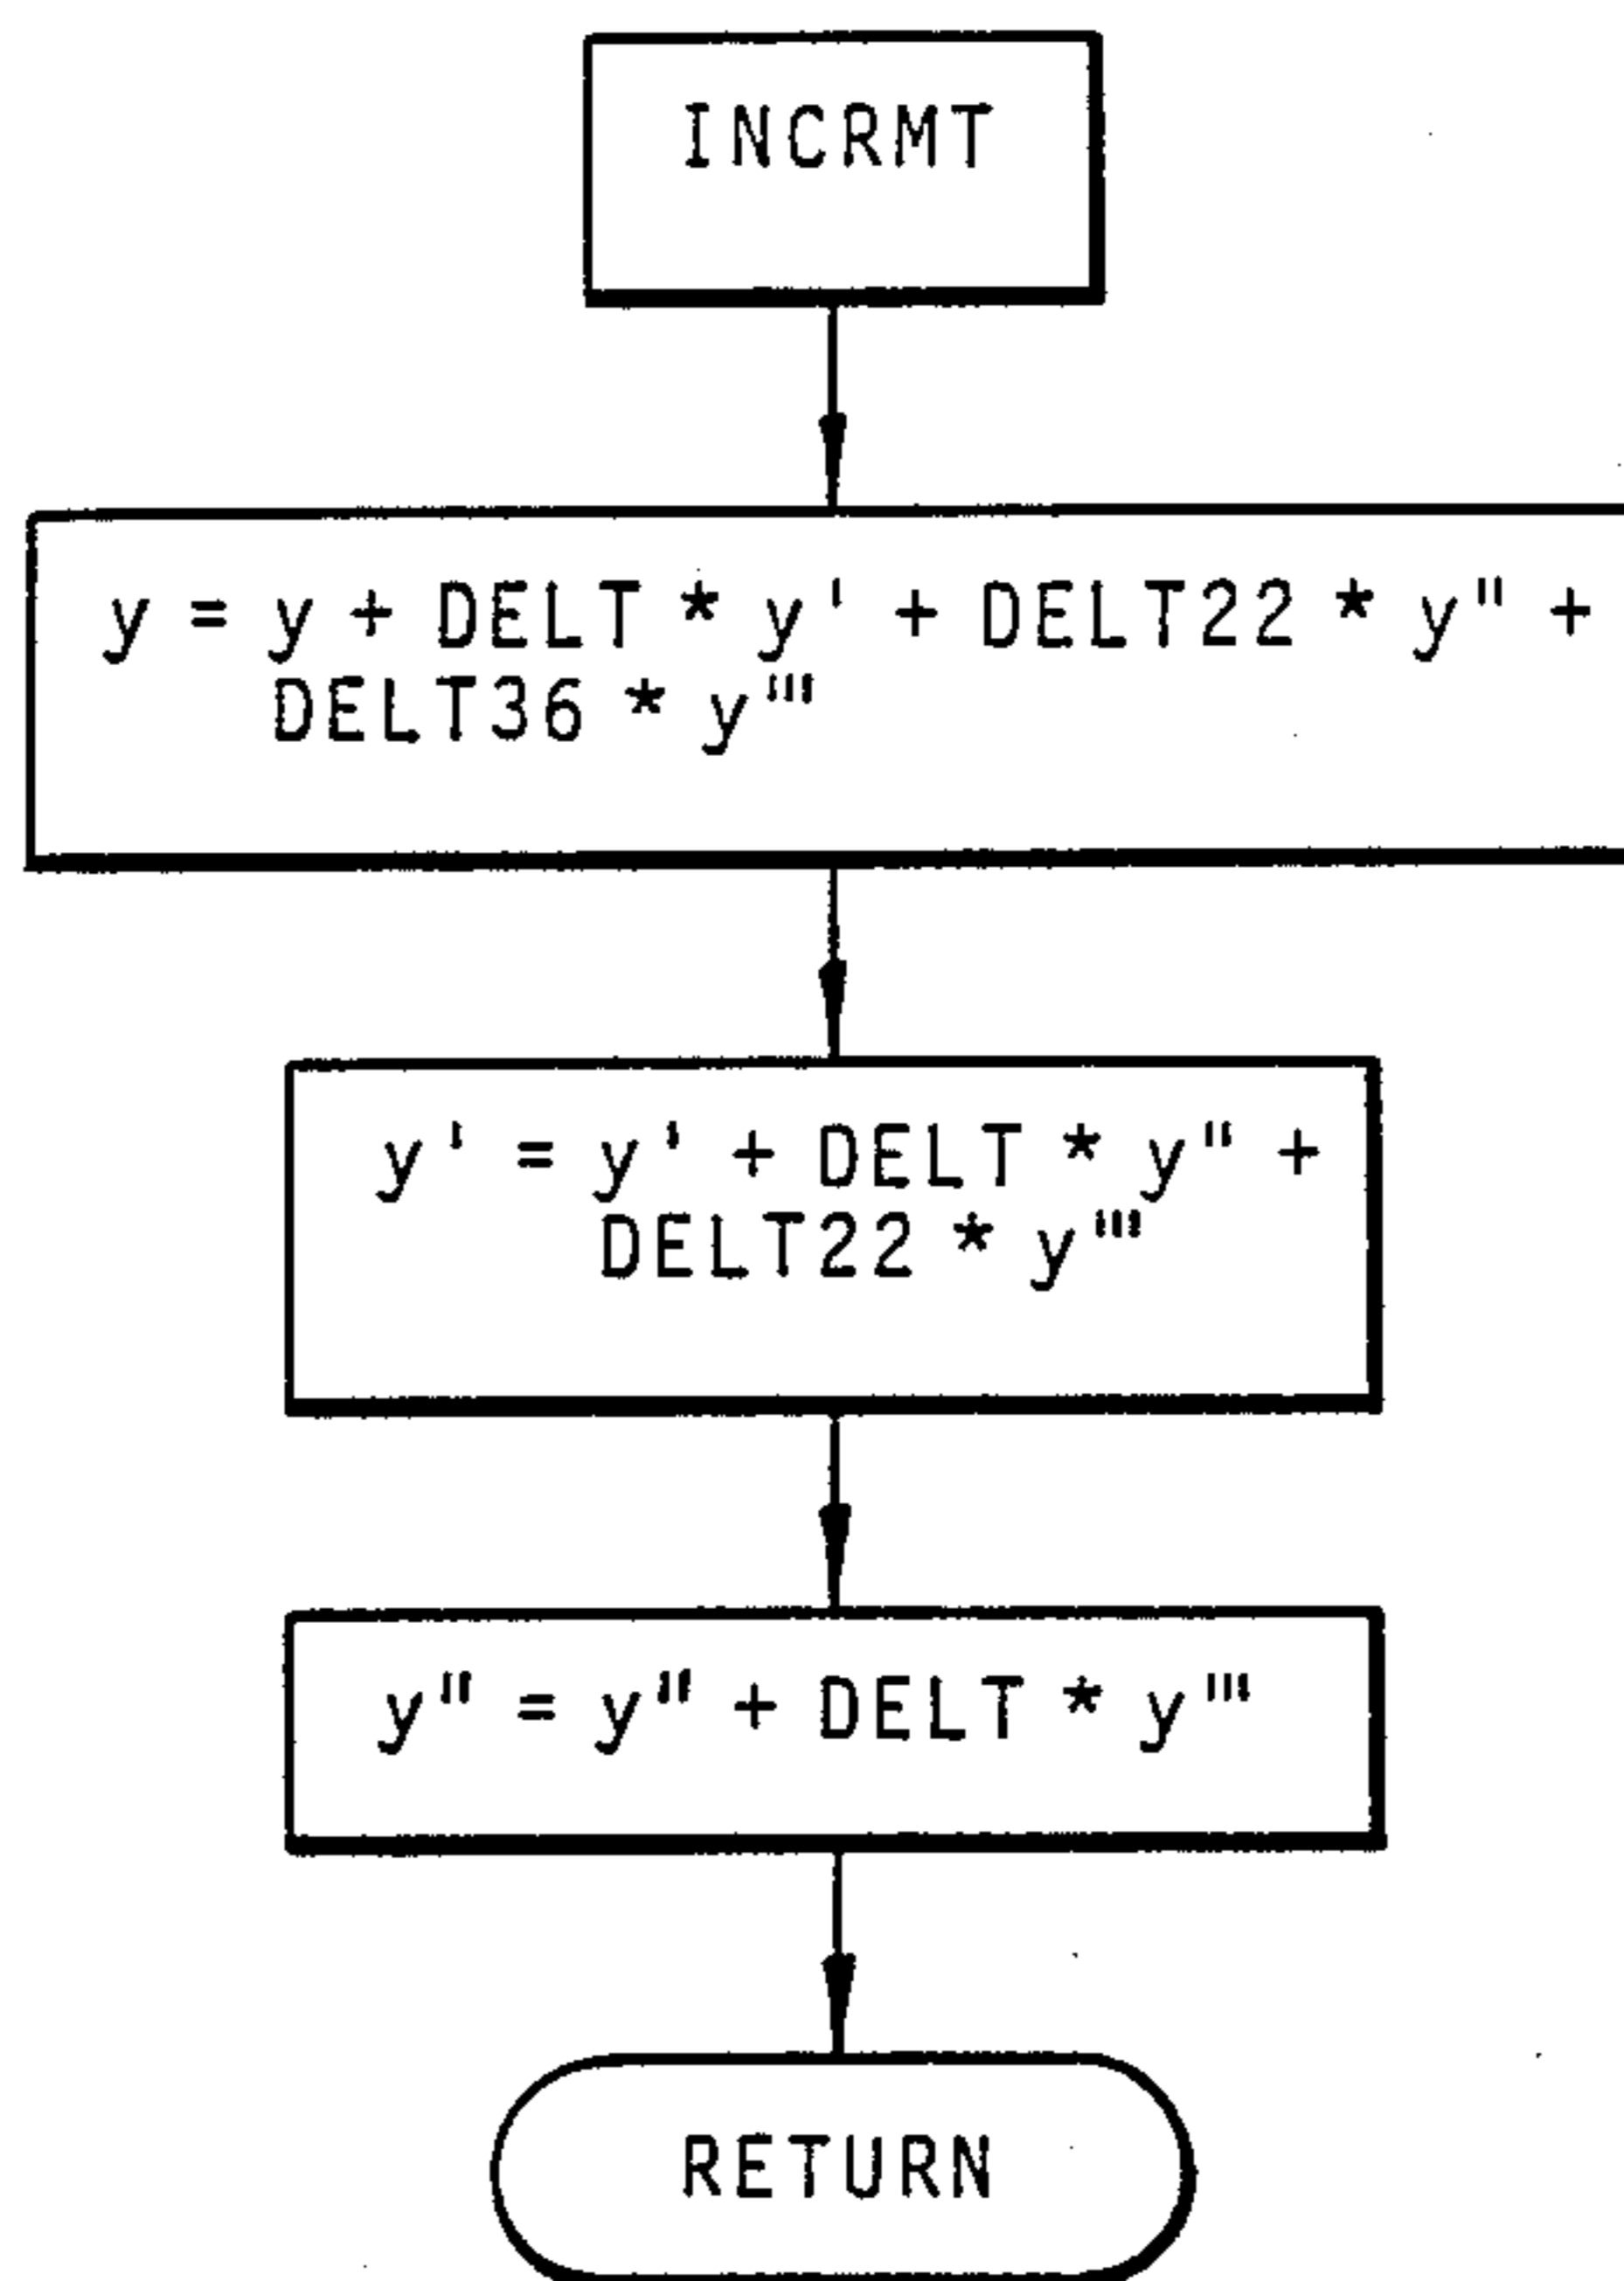 INCRMT
y = y + DELT * y' + DELT22 * y" +
DELT36 * y"'
y' = y' + DELT * y" +
DELT22 * y"'
y" = y" + DELT * y"'
RETURN